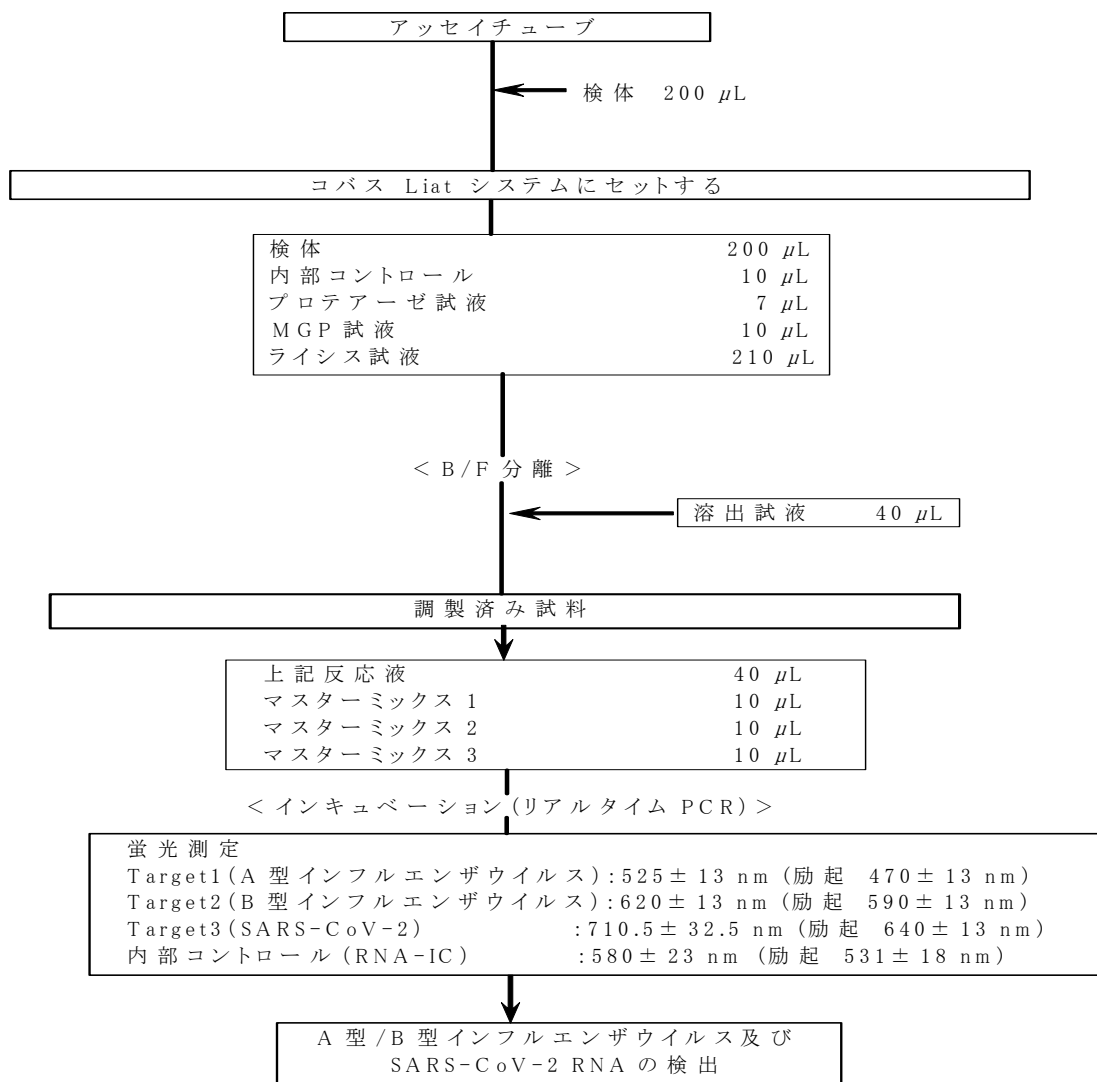 アッセイチューブ
検体 200 µL
コバス Liat システムにセットする
検体 200 µL
内部コントロール 10 µL
プロテアーゼ試液 7 µL
MGP試液 10 µL
ライシス試液 210 µL
<B/F分離>
溶出試液 40 µL
調製済み試料
上記反応液 40 µL
マスターミックス 1 10 µL
マスターミックス 2 10 µL
マスターミックス 3 10 µL
<インキュベーション(リアルタイム PCR)>
蛍光測定
Target1(A 型インフルエンザウイルス):525±13 nm (励起 470±13 nm)
Target2(B 型インフルエンザウイルス):620±13 nm (励起 590±13 nm)
Target3(SARS-CoV-2) :710.5±32.5 nm (励起 640±13 nm)
内部コントロール(RNA-IC) :580±23 nm (励起 531±18 nm)
A 型/B 型インフルエンザウイルス及び
SARS-CoV-2 RNA の検出